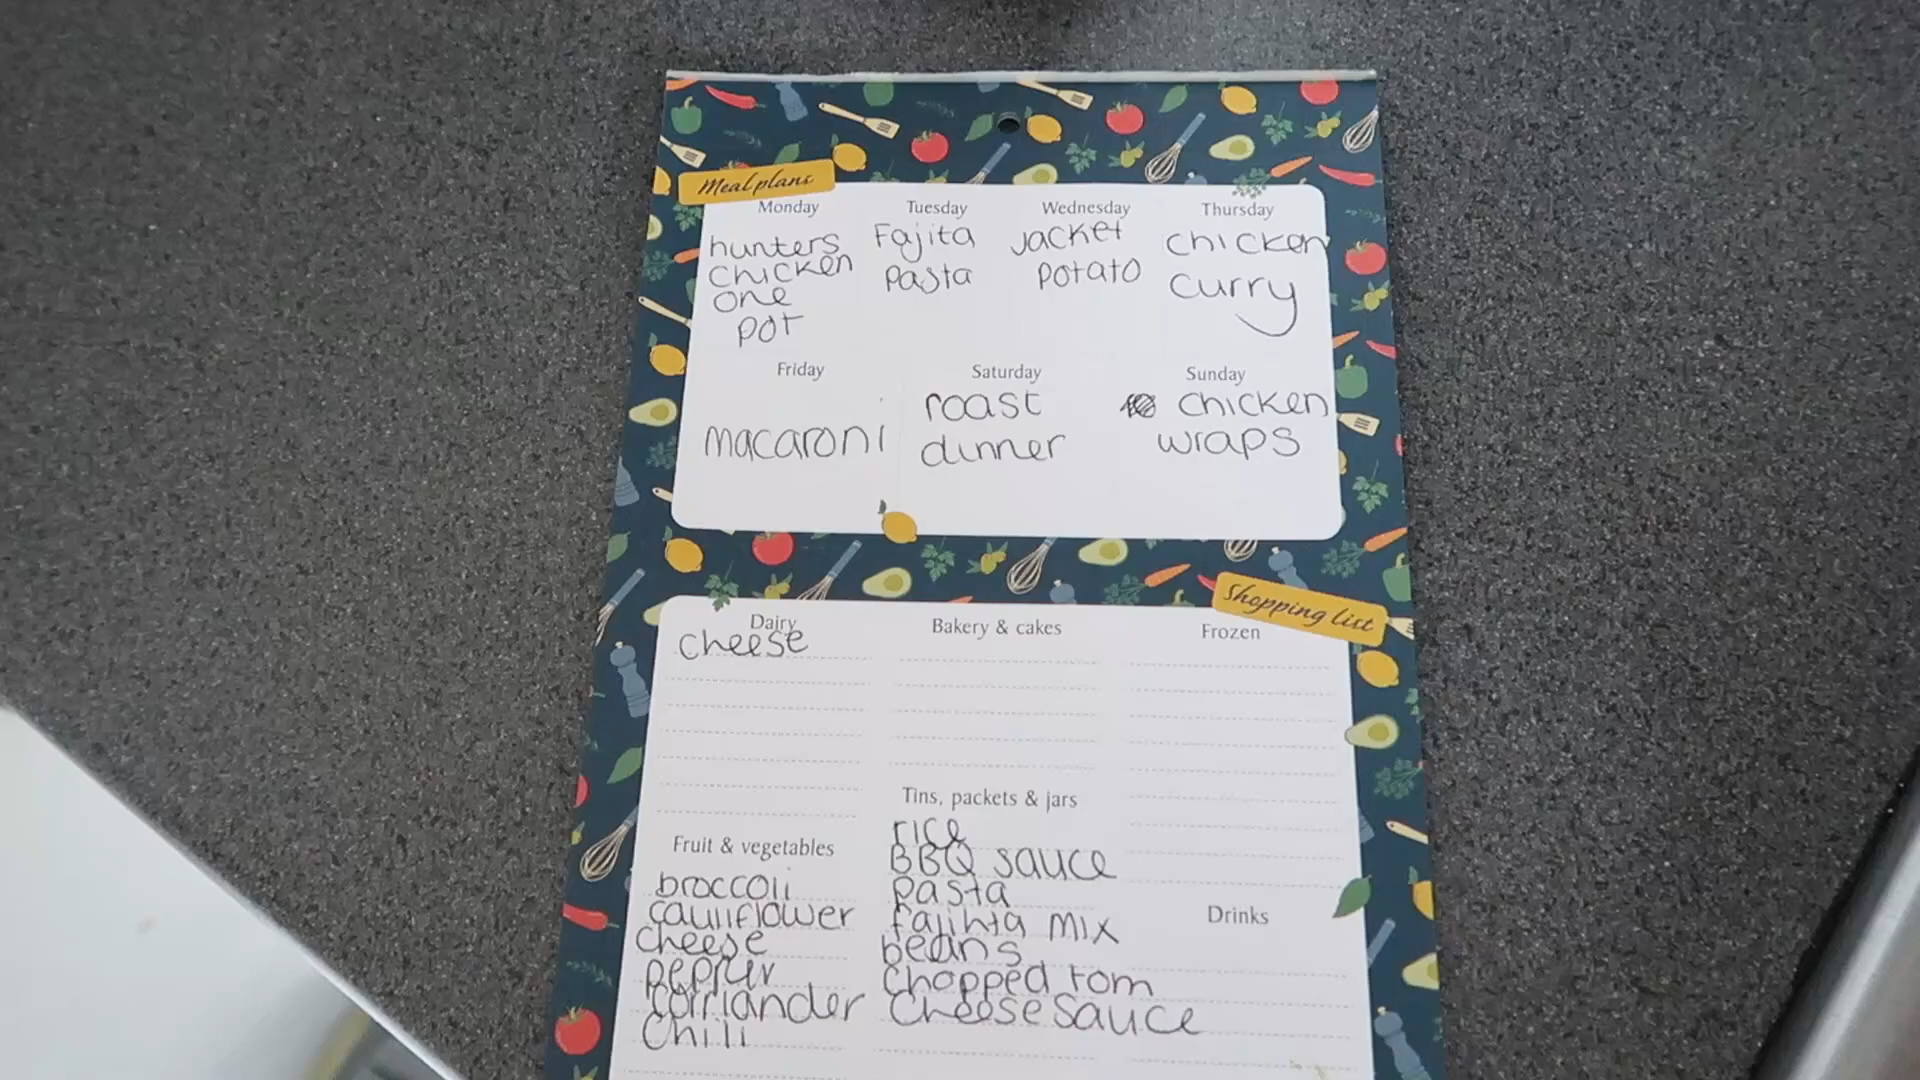 Meal plans
Monday
hunters
chicken
one
pot
Tuesday
Fajita
Pasta
Wednesday
Jacket
potato
Thursday
chicken
curry
Friday
macaroni
Saturday
roast
dinner
Sunday
chicken
wraps
Shopping list
Dairy
cheese
Bakery & cakes
Frozen
Tins, packets & jars
rice
BBQ sauce
pasta
fajihta mix
beans
Chopped tom
Cheese sauce
Fruit & vegetables
broccoli
cauliflower
cheese
pepper
corriander
Chilli
Drinks